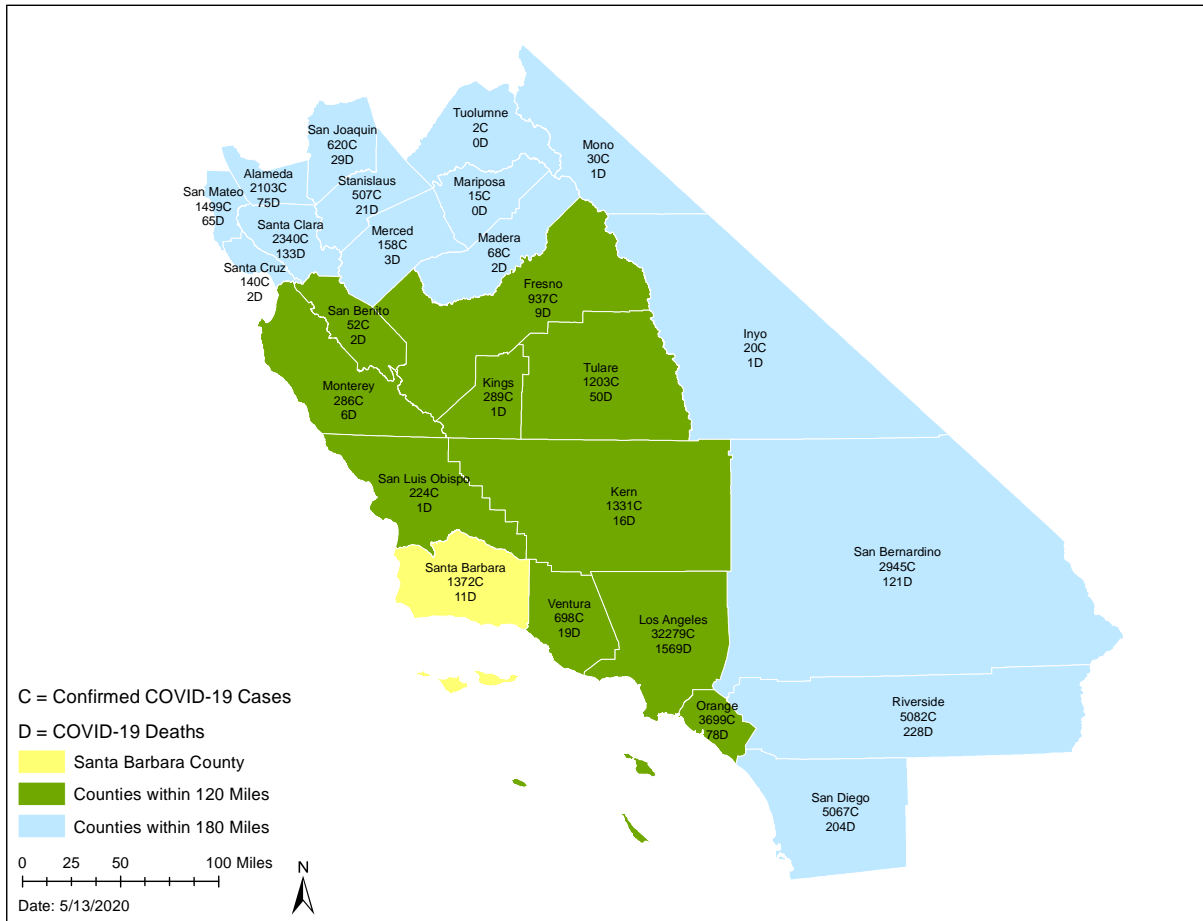 Tuolumne
2C
0D
San Joaquin
620C
29D
Mono
30C
1D
Alameda
2103C
75D
Stanislaus
507C
21D
Mariposa
15C
0D
San Mateo
1499C
65D
Santa Clara
2340C
133D
Merced
158C
3D
Madera
68C
2D
Santa Cruz
140C
2D
Fresno
937C
9D
San Benito
52C
2D
Inyo
20C
1D
Tulare
1203C
50D
Kings
289C
1D
Monterey
286C
6D
San Luis Obispo
224C
1D
Kern
1331C
16D
San Bernardino
2945C
121D
Santa Barbara
1372C
11D
Ventura
698C
19D
Los Angeles
32279C
1569D
Orange
3699C
78D
Riverside
5082C
228D
San Diego
5067C
204D
C = Confirmed COVID-19 Cases
D = COVID-19 Deaths
Santa Barbara County
Counties within 120 Miles
Counties within 180 Miles
0 25 50 100 Miles
N
Date: 5/13/2020